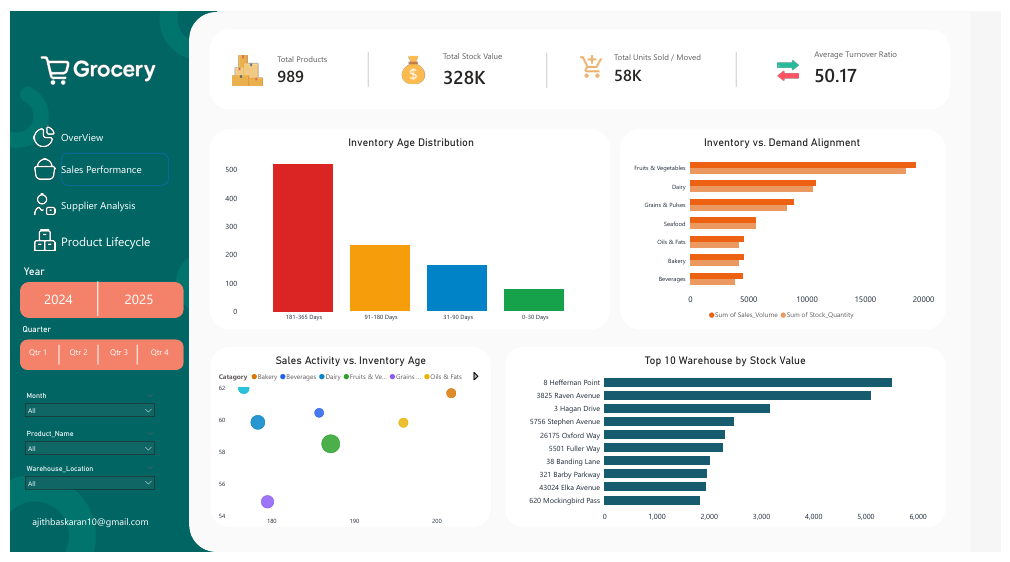 Grocery
OverView
Sales Performance
Supplier Analysis
Product Lifecycle
Year
2024 2025
Quarter
Qtr 1 Qtr 2 Qtr 3 Qtr 4
Month
All
Product_Name
All
Warehouse_Location
All
ajithbaskaran10@gmail.com
Total Products
989
Total Stock Value
328K
Total Units Sold / Moved
58K
Average Turnover Ratio
50.17
Inventory Age Distribution
500
400
300
200
100
0
181-365 Days 91-180 Days 31-90 Days 0-30 Days
Inventory vs. Demand Alignment
Fruits & Vegetables
Dairy
Grains & Pulses
Seafood
Oils & Fats
Bakery
Beverages
0 5000 10000 15000 20000
Sum of Sales_Volume Sum of Stock_Quantity
Sales Activity vs. Inventory Age
Catagory Bakery Beverages Dairy Fruits & Ve... Grains ... Oils & Fats
62
60
58
56
54
180 190 200
Top 10 Warehouse by Stock Value
8 Heffernan Point
3825 Raven Avenue
3 Hagan Drive
5756 Stephen Avenue
26175 Oxford Way
5501 Fuller Way
38 Banding Lane
321 Barby Parkway
43024 Elka Avenue
620 Mockingbird Pass
0 1,000 2,000 3,000 4,000 5,000 6,000